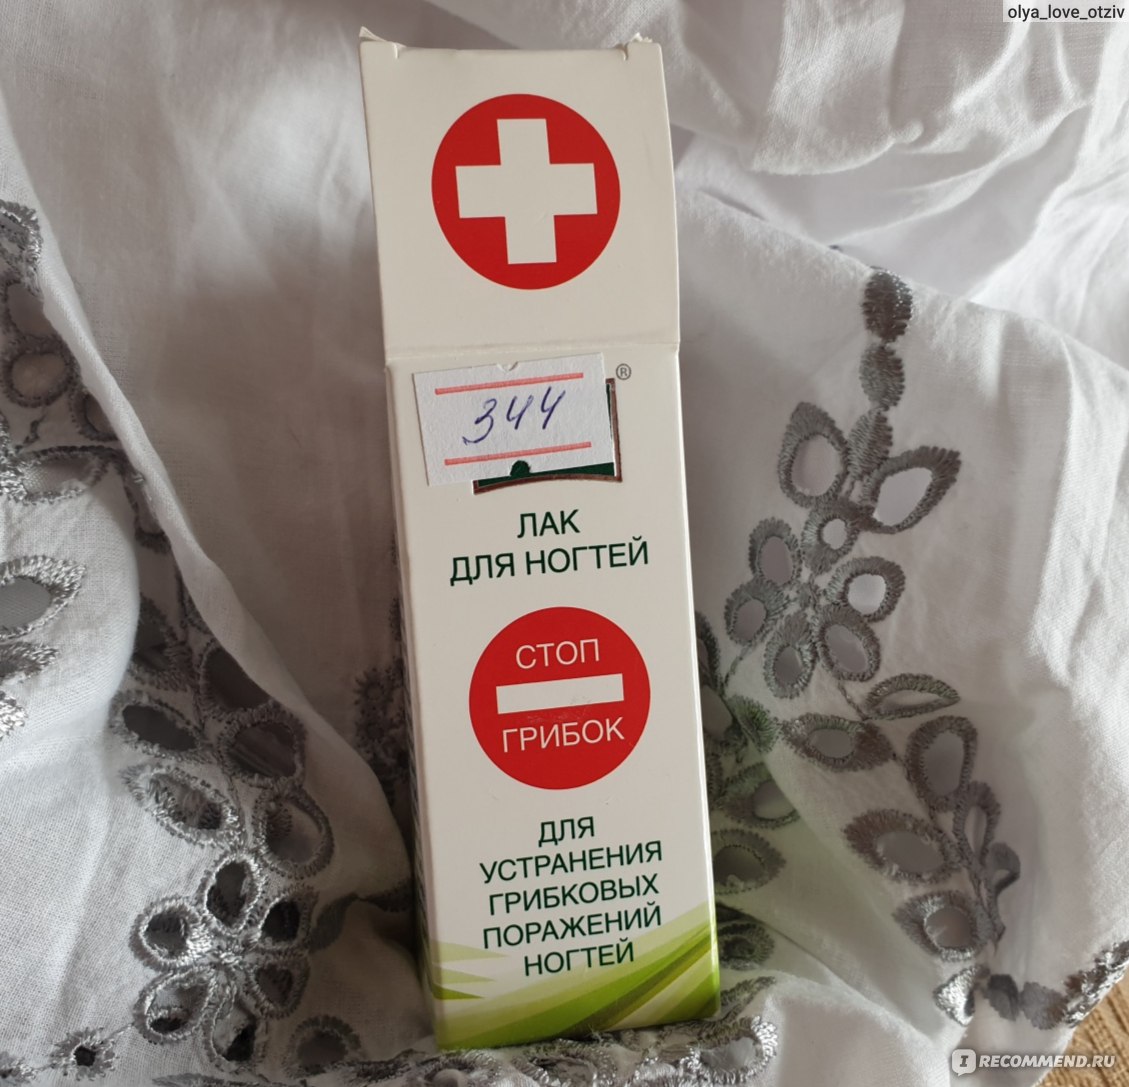 olya_love_otziv
®
344
ЛАК
ДЛЯ НОГТЕЙ
СТОП
ГРИБОК
ДЛЯ
УСТРАНЕНИЯ
ГРИБКОВЫХ
ПОРАЖЕНИЙ
НОГТЕЙ
I RECOMMEND.RU